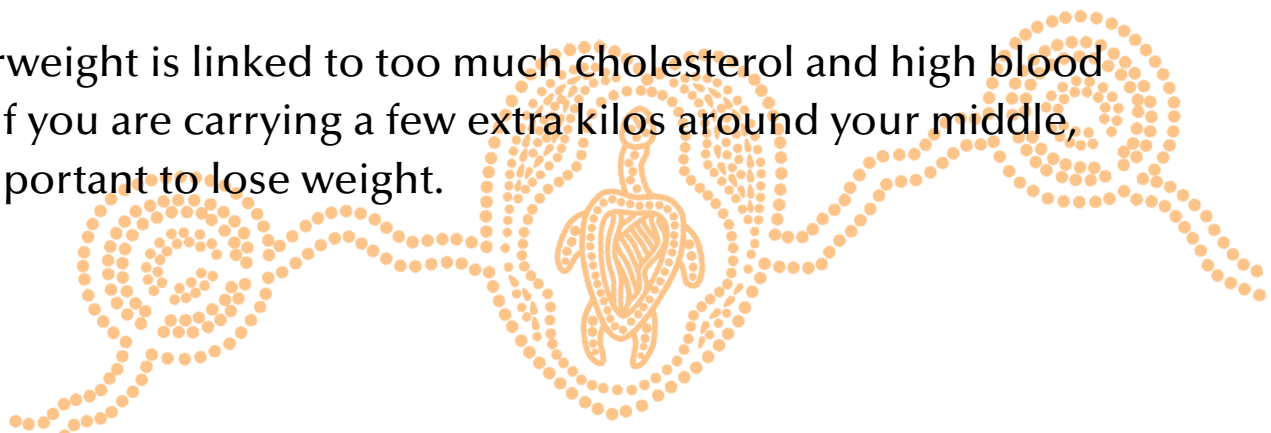 rweight is linked to too much cholesterol and high blood
f you are carrying a few extra kilos around your middle,
portant to lose weight.